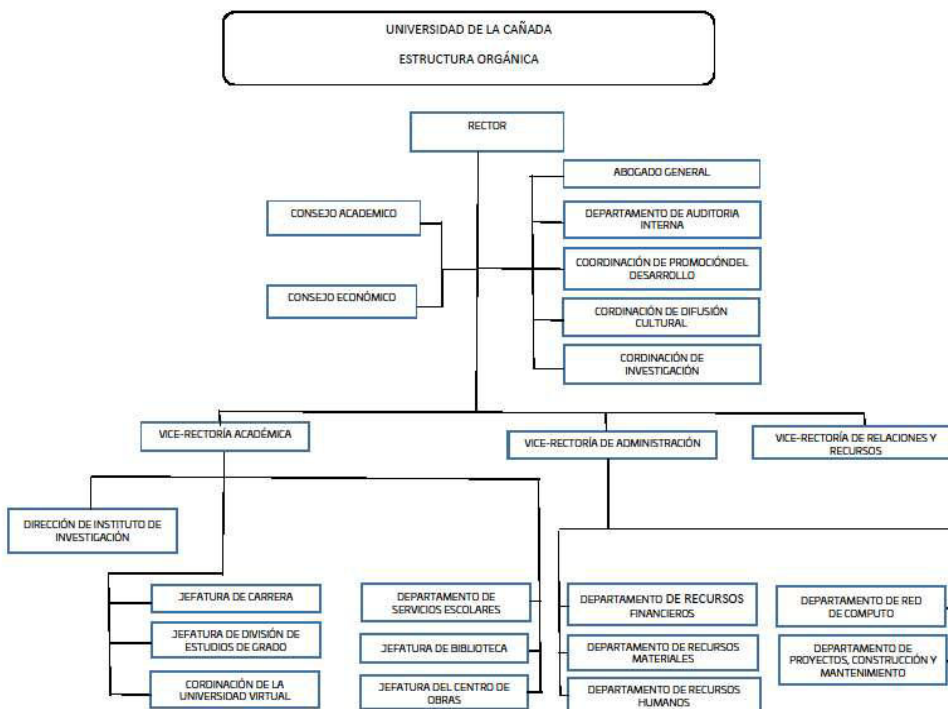 UNIVERSIDAD DE LA CAÑADA
ESTRUCTURA ORGÁNICA
RECTOR
ABOGADO GENERAL
CONSEJO ACADEMICO
DEPARTAMENTO DE AUDITORIA
INTERNA
COORDINACIÓN DE PROMOCIÓNDEL
DESARROLLO
CONSEJO ECONÓMICO
CORDINACIÓN DE DIFUSIÓN
CULTURAL
CORDINACIÓN DE
INVESTIGACIÓN
VICE-RECTORÍA ACADÉMICA
VICE-RECTORÍA DE ADMINISTRACIÓN
VICE-RECTORÍA DE RELACIONES Y
RECURSOS
DIRECCIÓN DE INSTITUTO DE
INVESTIGACIÓN
JEFATURA DE CARRERA
JEFATURA DE DIVISIÓN DE
ESTUDIOS DE GRADO
CORDINACIÓN DE LA
UNIVERSIDAD VIRTUAL
DEPARTAMENTO DE
SERVICIOS ESCOLARES
JEFATURA DE BIBLIOTECA
JEFATURA DEL CENTRO DE
OBRAS
DEPARTAMENTO DE RECURSOS
FINANCIEROS
DEPARTAMENTO DE RECURSOS
MATERIALES
DEPARTAMENTO DE RECURSOS
HUMANOS
DEPARTAMENTO DE RED
DE COMPUTO
DEPARTAMENTO DE
PROYECTOS, CONSTRUCCIÓN Y
MANTENIMIENTO